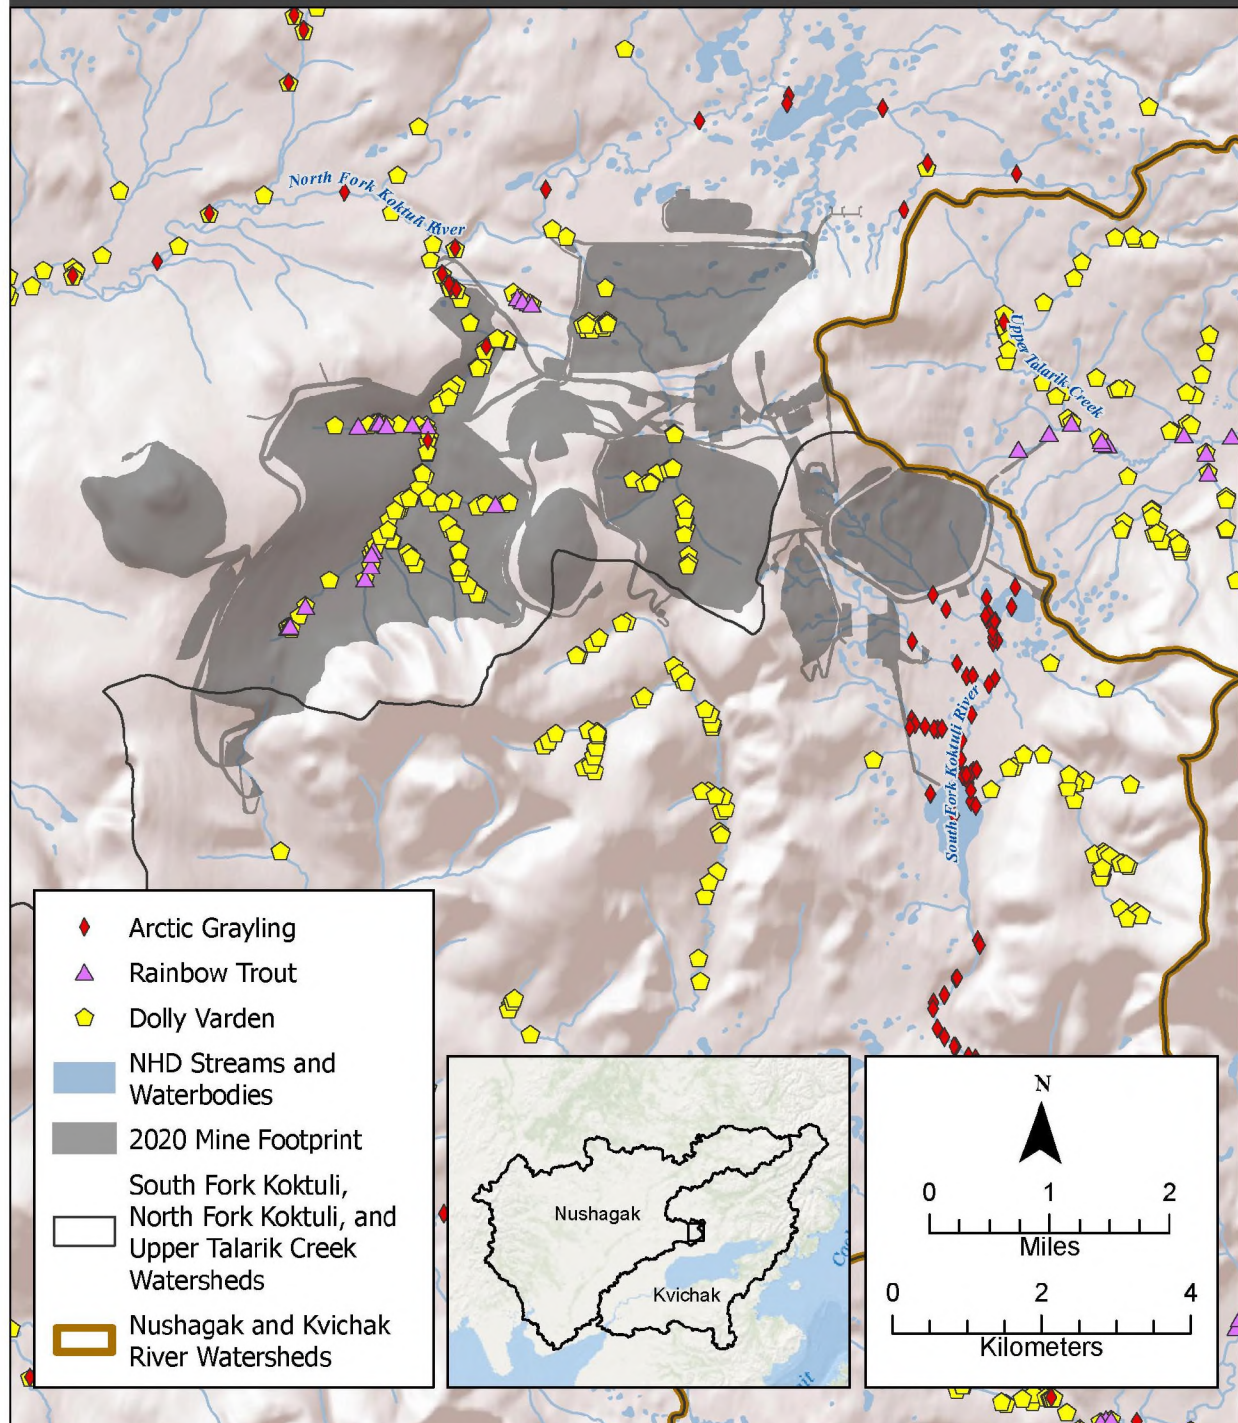 North Fork Koktuli River
Upper Talarik Creek
South Fork Koktuli River
Arctic Grayling
Rainbow Trout
Dolly Varden
NHD Streams and
Waterbodies
2020 Mine Footprint
South Fork Koktuli,
North Fork Koktuli, and
Upper Talarik Creek
Watersheds
Nushagak and Kvichak
River Watersheds
Nushagak
Kvichak
N
0 1 2
Miles
0 2 4
Kilometers